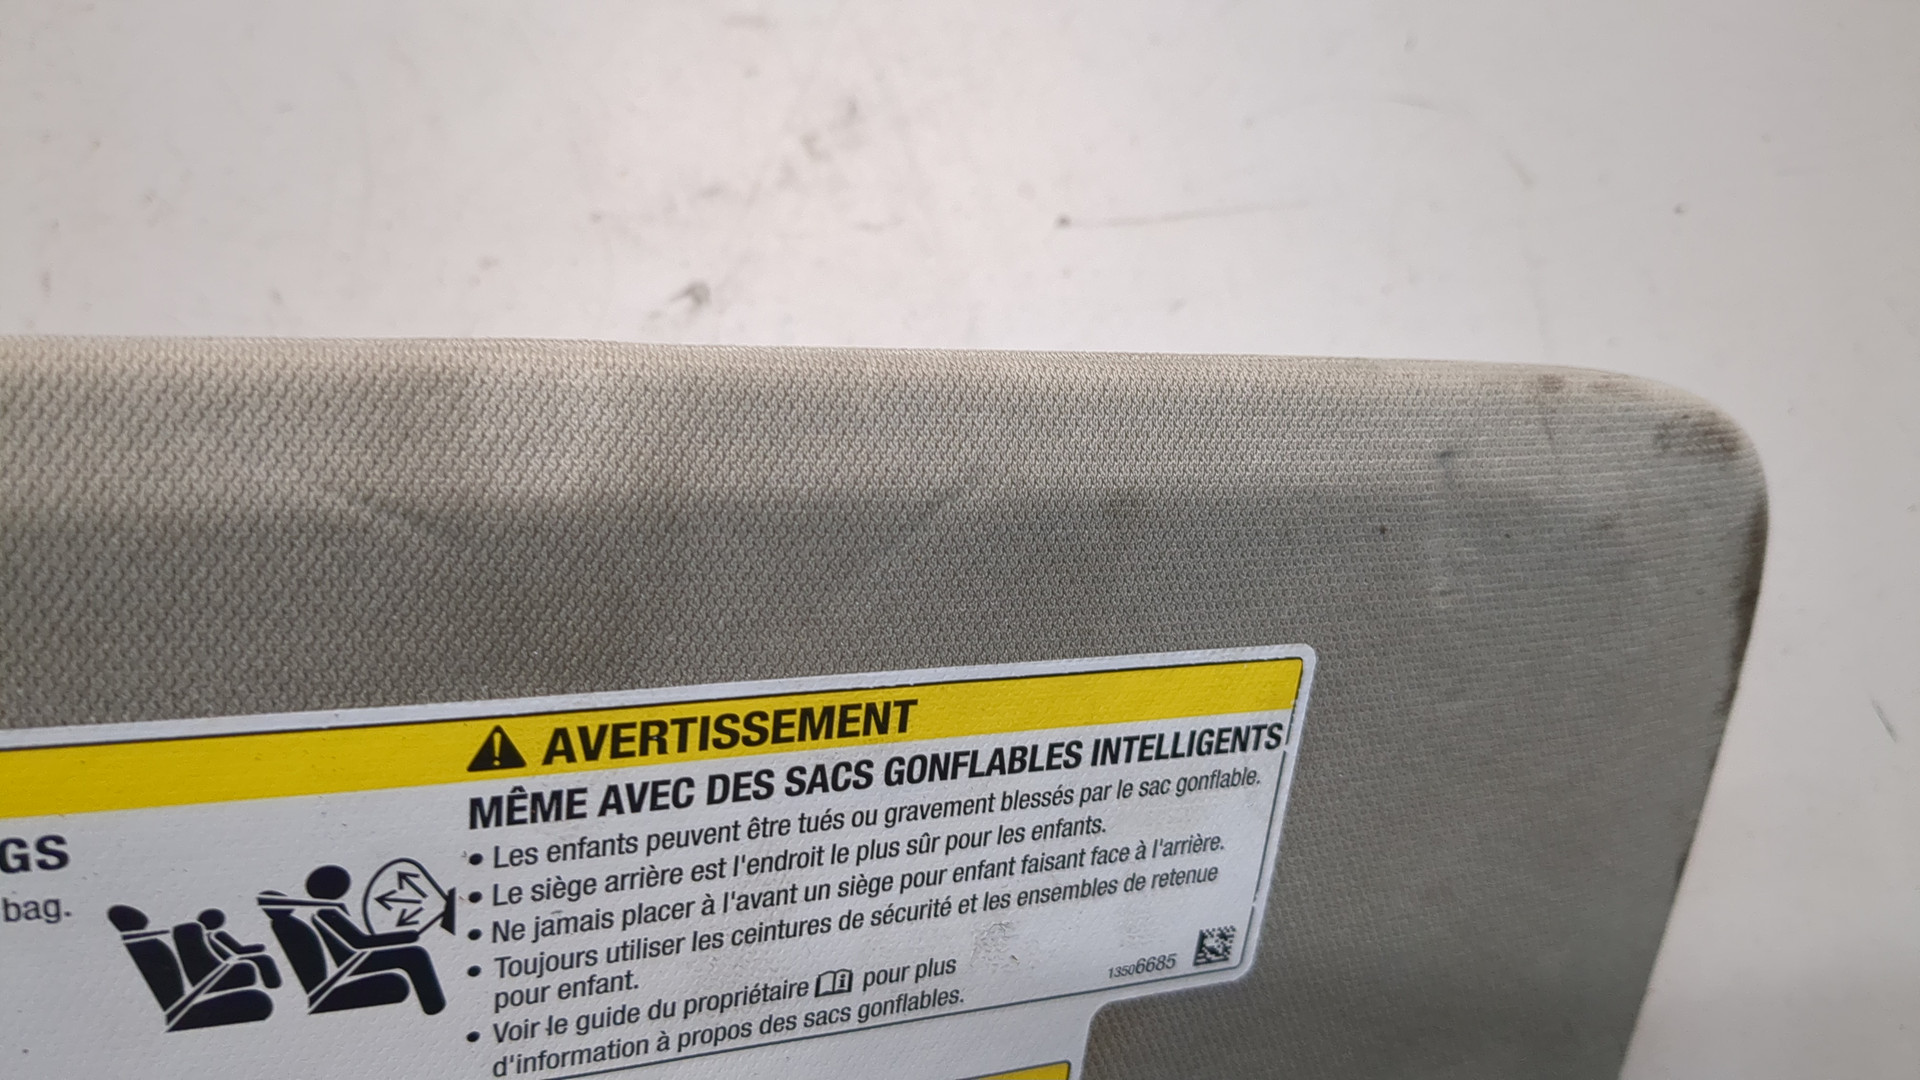 AVERTISSEMENT
MÊME AVEC DES SACS GONFLABLES INTELLIGENTS
GS
bag.
• Les enfants peuvent être tués ou gravement blessés par le sac gonflable.
• Le siège arrière est l'endroit le plus sûr pour les enfants.
• Ne jamais placer à l'avant un siège pour enfant faisant face à l'arrière.
• Toujours utiliser les ceintures de sécurité et les ensembles de retenue
pour enfant.
• Voir le guide du propriétaire pour plus
d'information à propos des sacs gonflables.
13506685